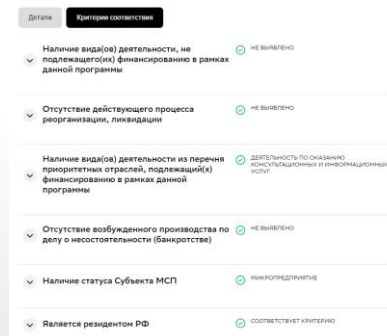 Детали Критерии соответствия
Наличие вида(ов) деятельности, не
подлежащего(их) финансированию в рамках
данной программы
НЕ ВЫЯВЛЕНО
Отсутствие действующего процесса
реорганизации, ликвидации
НЕ ВЫЯВЛЕНО
Наличие вида(ов) деятельности из перечня
приоритетных отраслей, подлежащий(х)
финансированию в рамках данной
программы
ДЕЯТЕЛЬНОСТЬ ПО ОКАЗАНИЮ
КОНСУЛЬТАЦИОННЫХ И ИНФОРМАЦИОННЫХ
УСЛУГ
Отсутствие возбужденного производства по
делу о несостоятельности (банкротстве)
НЕ ВЫЯВЛЕНО
Наличие статуса Субъекта МСП
МИКРОПРЕДПРИЯТИЕ
Является резидентом РФ
СООТВЕТСТВУЕТ КРИТЕРИЮ